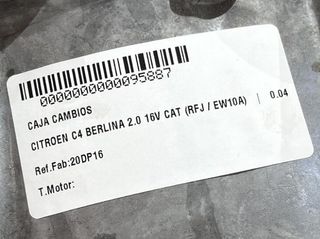 0000000000095887
CAJA CAMBIOS
CITROEN C4 BERLINA 2.0 16V CAT (RFJ / EW10A) | 0.04
Ref.Fab:20DP16
T.Motor: